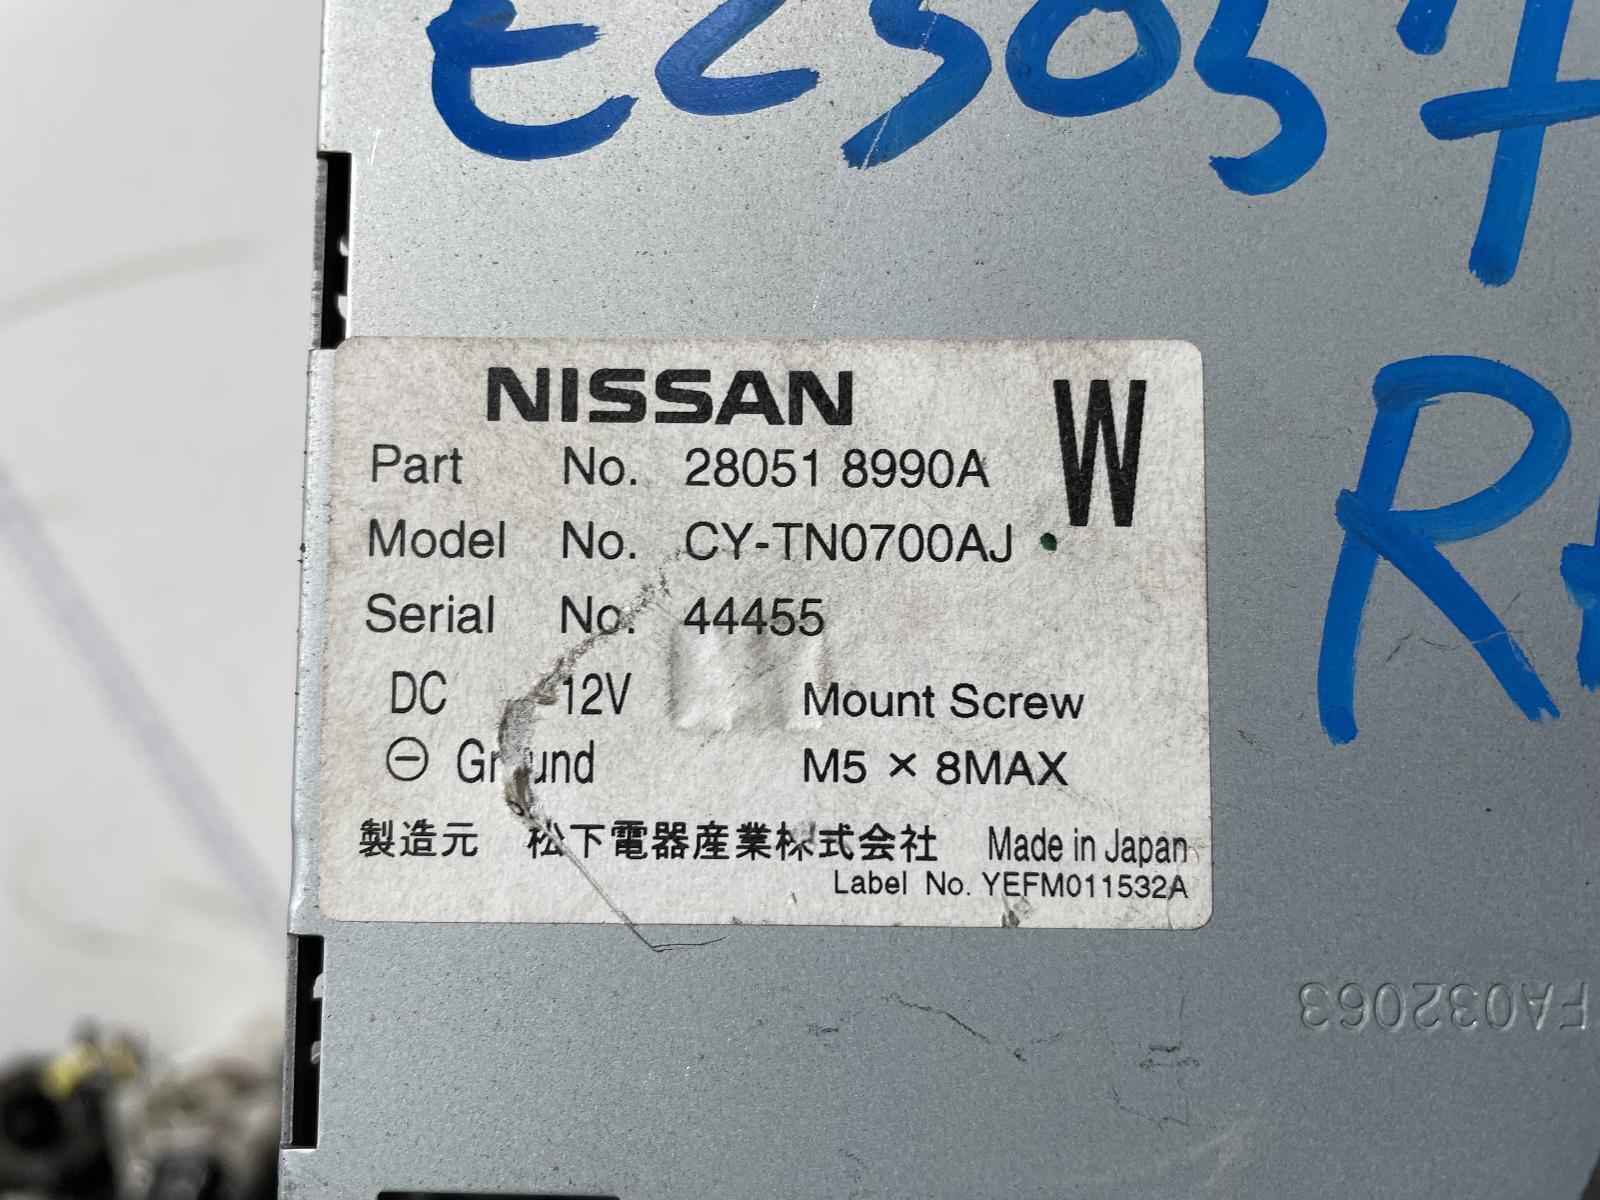 E25057
NISSAN
W
Part No. 28051 8990A
Model No. CY-TN0700AJ
Serial No. 44455
DC 12V
Mount Screw
⊖ Ground
M5 × 8MAX
製造元 松下電器産業株式会社 Made in Japan
Label No. YEFM011532A
FA032063